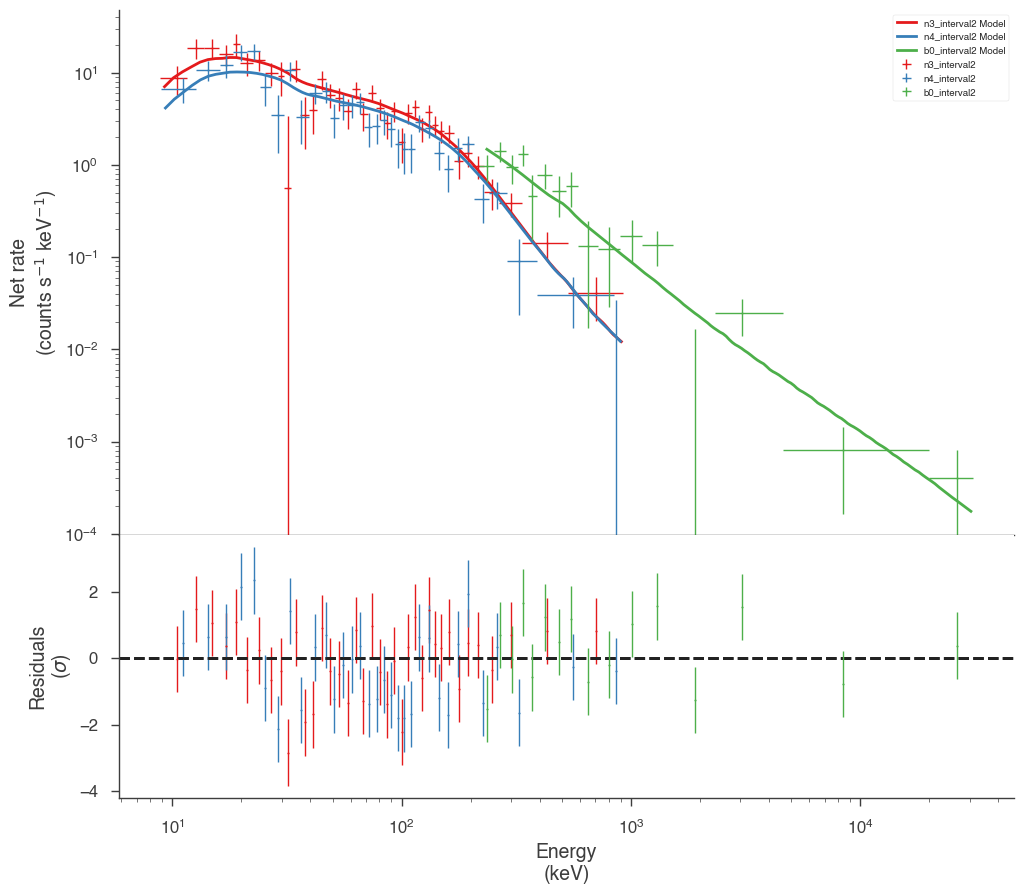 n3_interval2 Model
n4_interval2 Model
b0_interval2 Model
n3_interval2
n4_interval2
b0_interval2
Net rate
(counts s⁻¹ keV⁻¹)
10¹
10⁰
10⁻¹
10⁻²
10⁻³
10⁻⁴
Residuals
(σ)
2
0
−2
−4
10¹ 10² 10³ 10⁴
Energy
(keV)